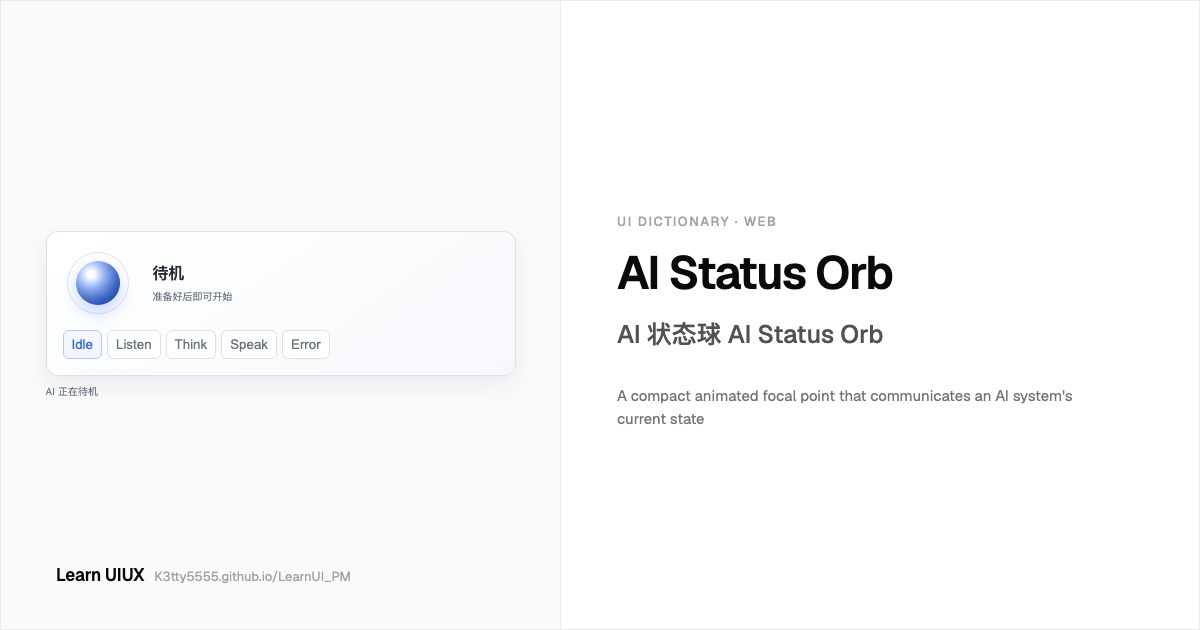 待机
准备好后即可开始
Idle Listen Think Speak Error
AI 正在待机
Learn UIUX K3tty5555.github.io/LearnUI_PM
UI DICTIONARY · WEB
AI Status Orb
AI 状态球 AI Status Orb
A compact animated focal point that communicates an AI system's
current state